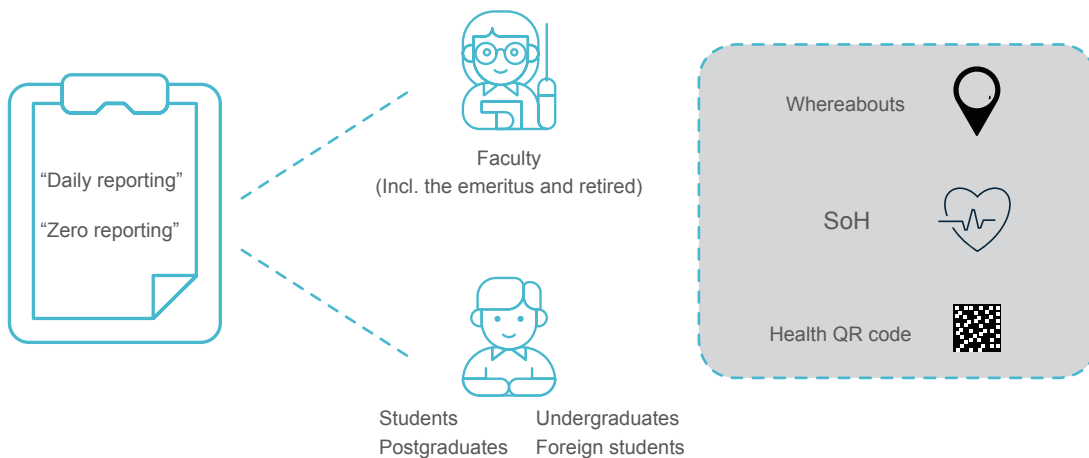 “Daily reporting”
“Zero reporting”
Faculty
(Incl. the emeritus and retired)
Students Undergraduates
Postgraduates Foreign students
Whereabouts
SoH
Health QR code